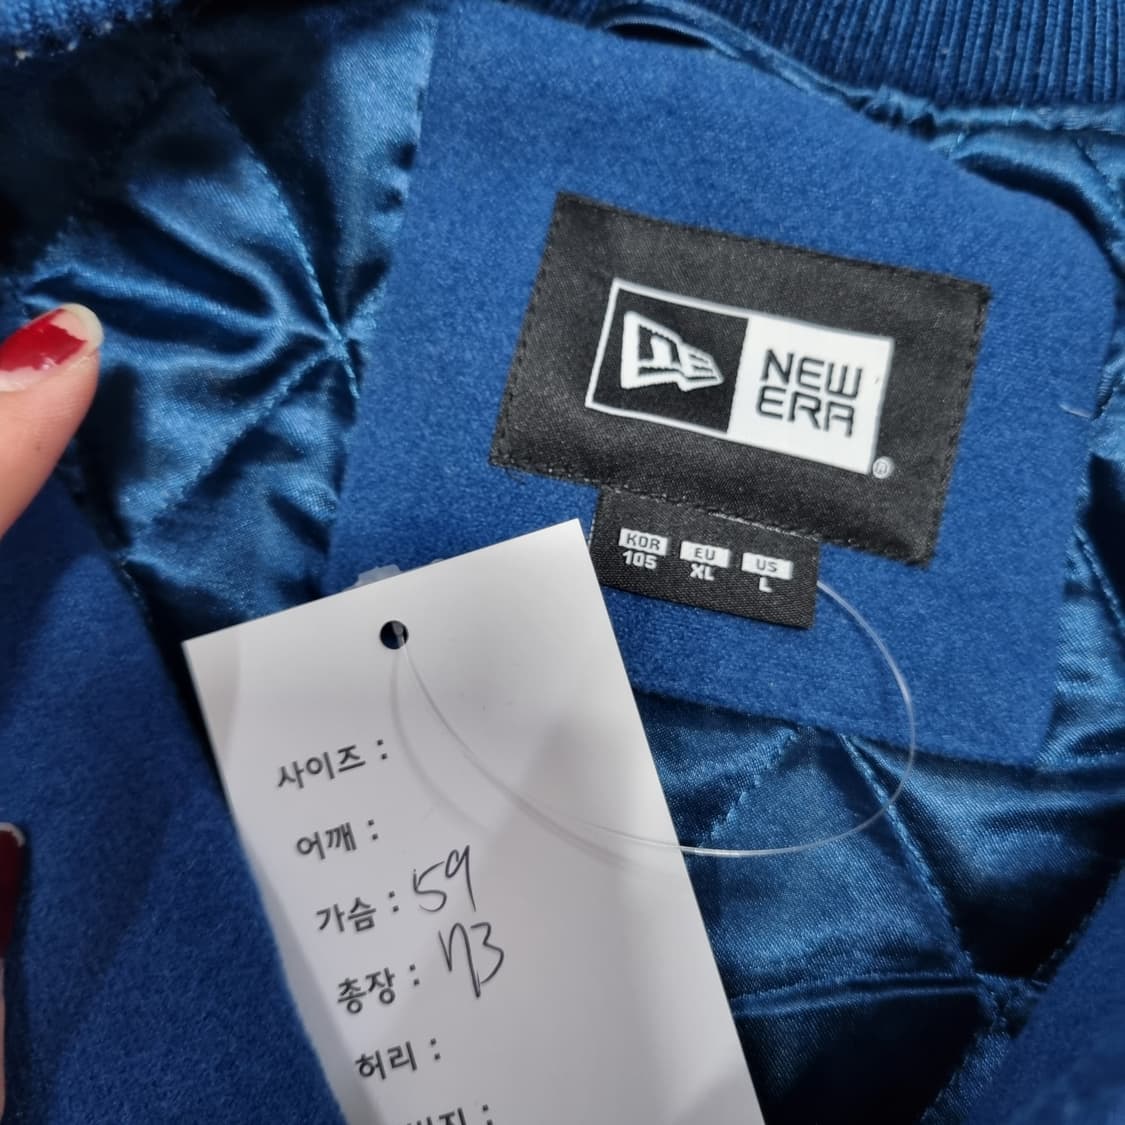 NE
NEW
ERA
®
KOR EU US
105 XL L
사이즈 :
어깨 :
가슴 : 59
총장 : 73
허리 :